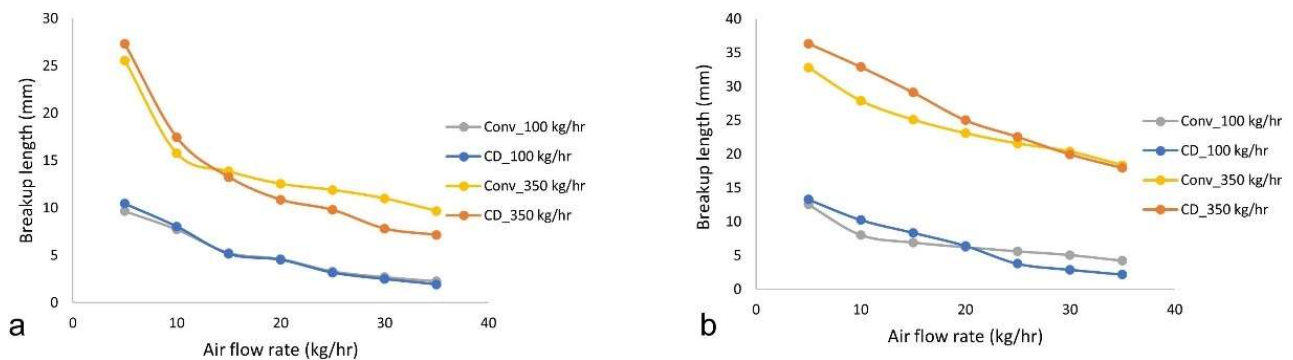 30
25
20
15
10
5
0
Breakup length (mm)
0 10 20 30 40
Air flow rate (kg/hr)
Conv_100 kg/hr
CD_100 kg/hr
Conv_350 kg/hr
CD_350 kg/hr
a
40
35
30
25
20
15
10
5
0
Breakup length (mm)
0 10 20 30 40
Air flow rate (kg/hr)
Conv_100 kg/hr
CD_100 kg/hr
Conv_350 kg/hr
CD_350 kg/hr
b